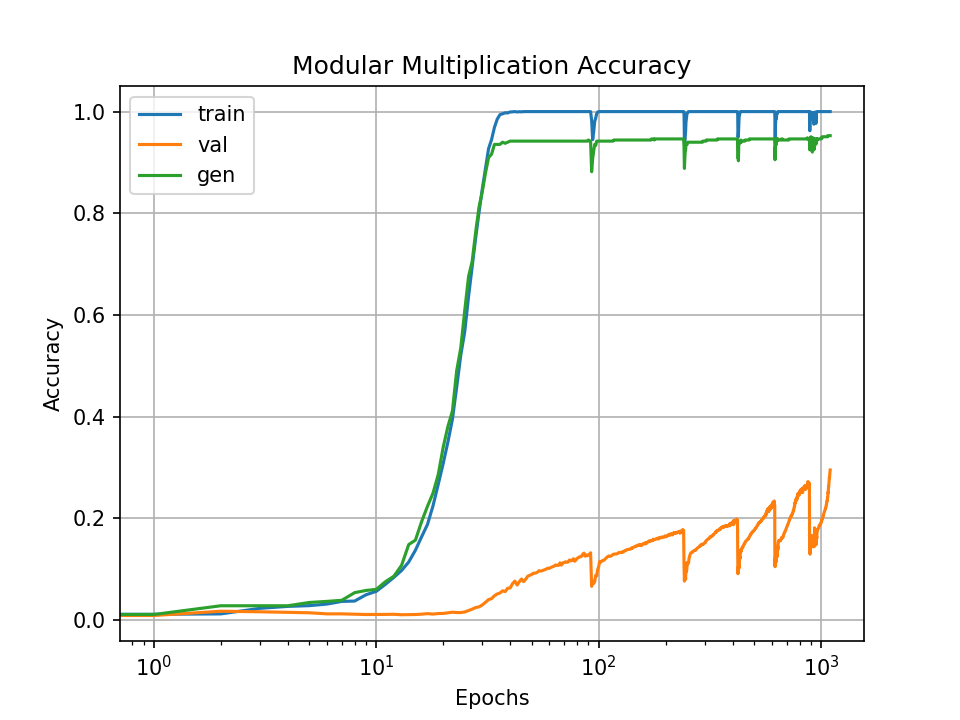 Modular Multiplication Accuracy
train
val
gen
1.0
0.8
0.6
0.4
0.2
0.0
Accuracy
10⁰ 10¹ 10² 10³
Epochs